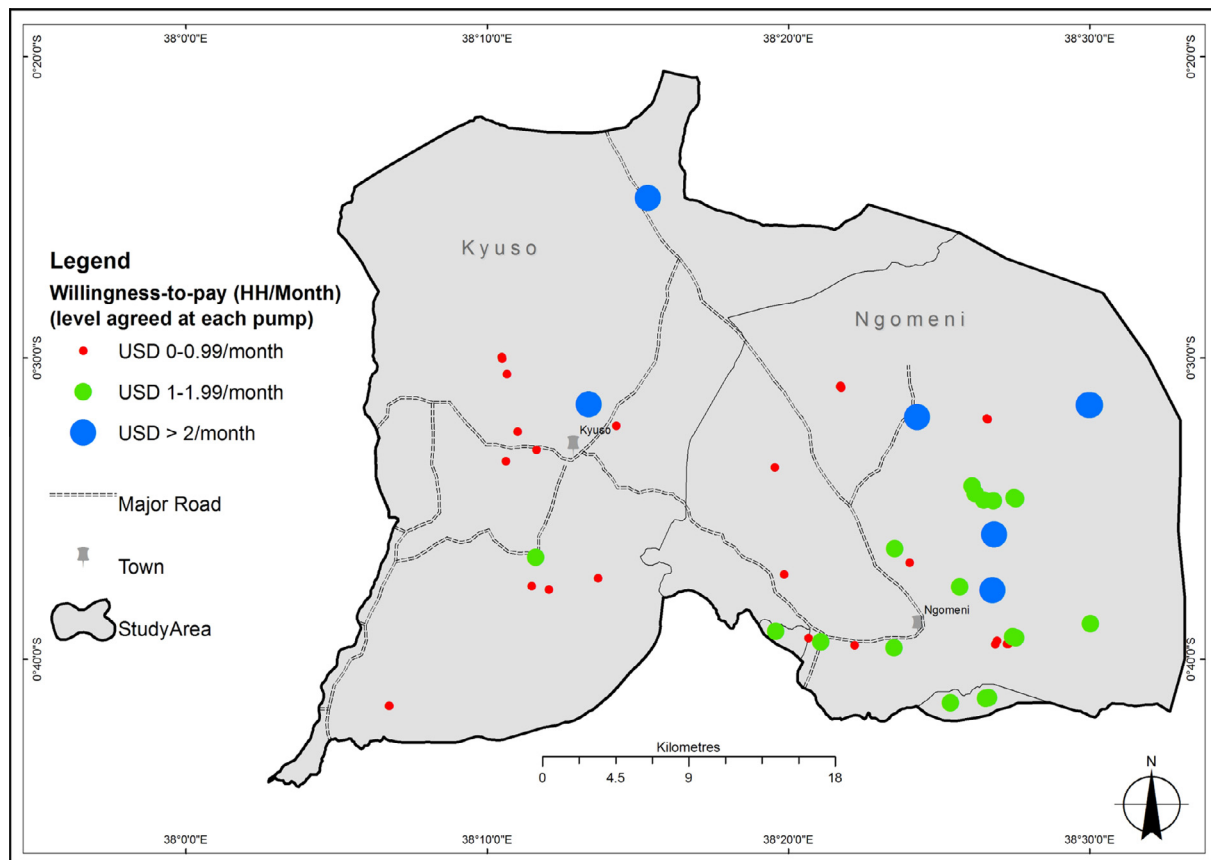 38°0'0"E 38°10'0"E 38°20'0"E 38°30'0"E
0°20'0"S 0°20'0"S
Kyuso
Ngomeni
Legend
Willingness-to-pay (HH/Month)
(level agreed at each pump)
USD 0-0.99/month
USD 1-1.99/month
USD > 2/month
Major Road
Town
StudyArea
0°30'0"S 0°30'0"S
Kyuso
Ngomeni
0°40'0"S 0°40'0"S
Kilometres
0 4.5 9 18
N
38°0'0"E 38°10'0"E 38°20'0"E 38°30'0"E